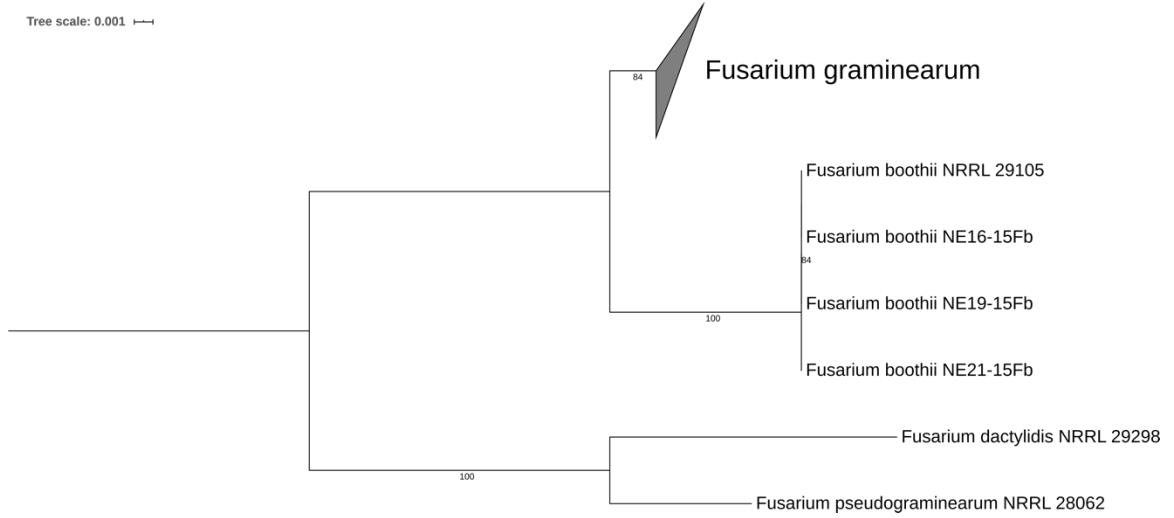 Tree scale: 0.001
84
Fusarium graminearum
Fusarium boothii NRRL 29105
Fusarium boothii NE16-15Fb
84
Fusarium boothii NE19-15Fb
100
Fusarium boothii NE21-15Fb
Fusarium dactylidis NRRL 29298
100
Fusarium pseudograminearum NRRL 28062